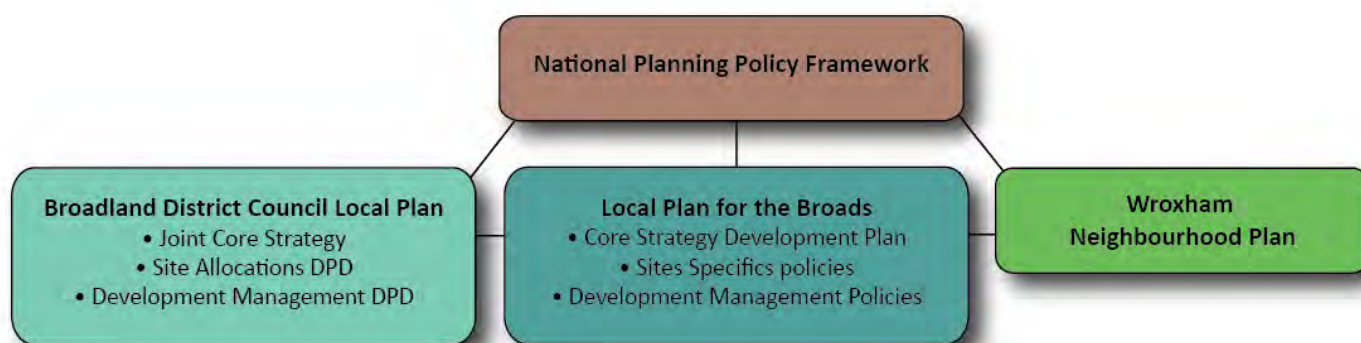 National Planning Policy Framework
Broadland District Council Local Plan
• Joint Core Strategy
• Site Allocations DPD
• Development Management DPD
Local Plan for the Broads
• Core Strategy Development Plan
• Sites Specifics policies
• Development Management Policies
Wroxham
Neighbourhood Plan